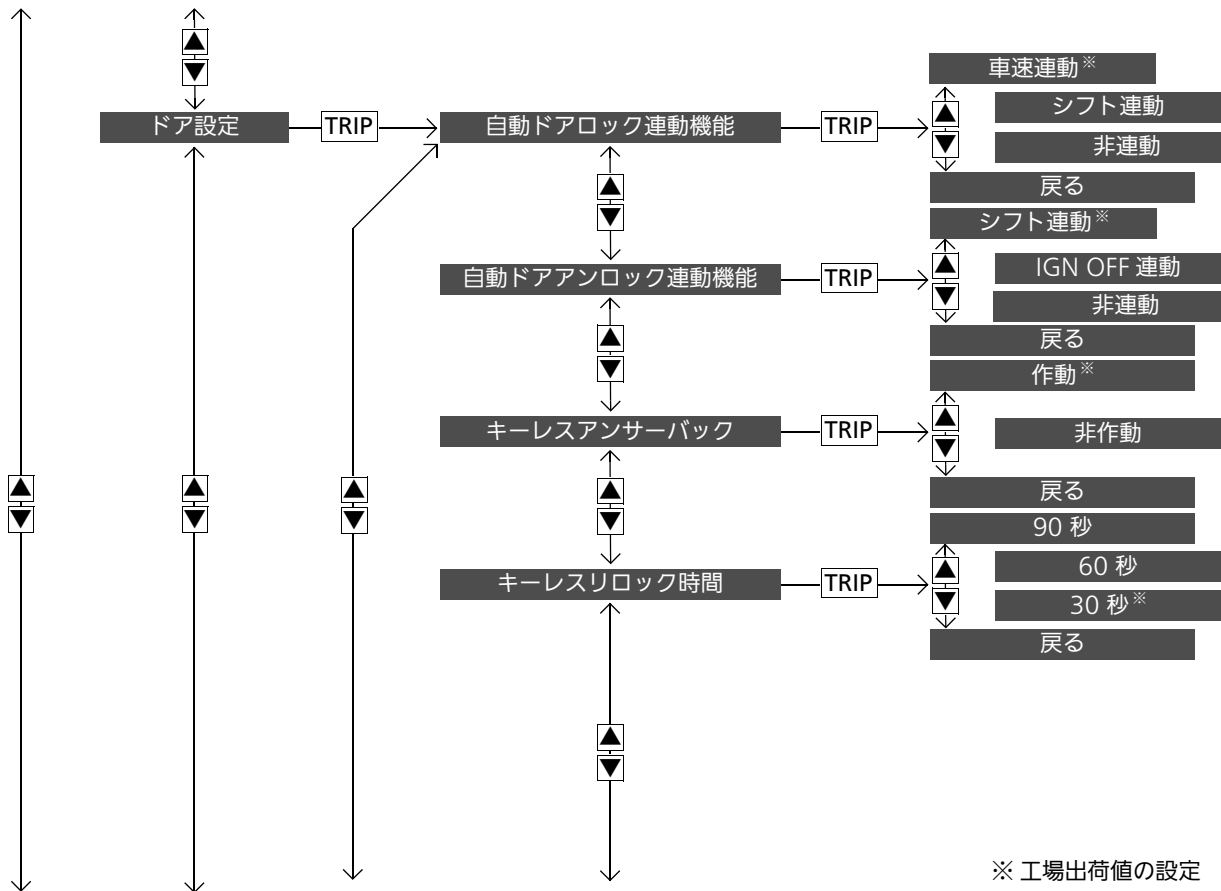 ▲
▼
車速連動※
ドア設定
TRIP
自動ドアロック連動機能
TRIP
▲
▼
シフト連動
非連動
戻る
▲
▼
シフト連動※
自動ドアアンロック連動機能
TRIP
▲
▼
IGN OFF 連動
非連動
戻る
▲
▼
作動※
キーレスアンサーバック
TRIP
▲
▼
非作動
戻る
▲
▼
▲
▼
▲
▼
▲
▼
90 秒
キーレスリロック時間
TRIP
▲
▼
60 秒
30 秒※
戻る
▲
▼
※ 工場出荷値の設定